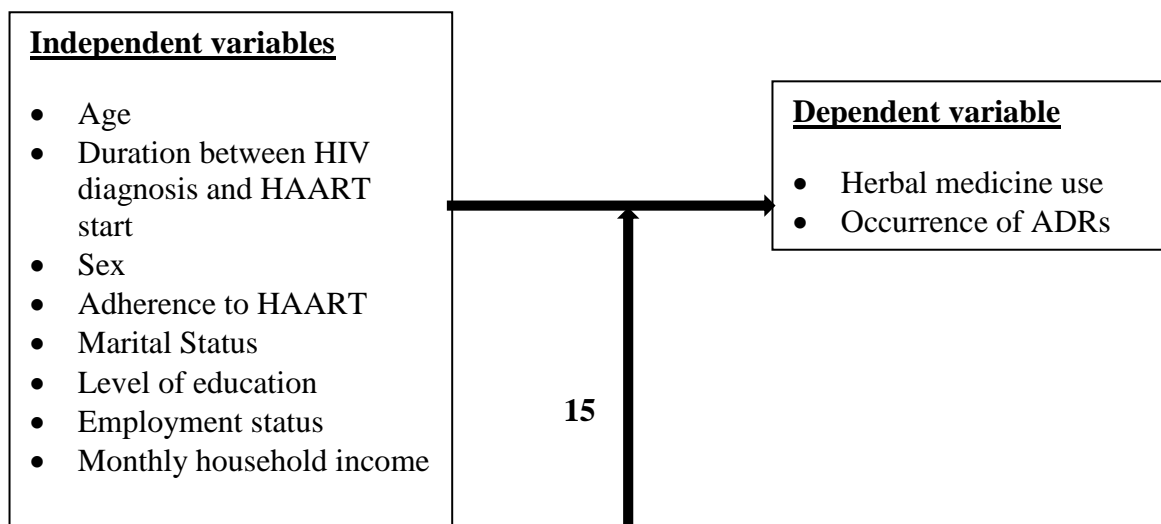 Independent variables
• Age
• Duration between HIV
diagnosis and HAART
start
• Sex
• Adherence to HAART
• Marital Status
• Level of education
• Employment status
• Monthly household income
Dependent variable
• Herbal medicine use
• Occurrence of ADRs
15